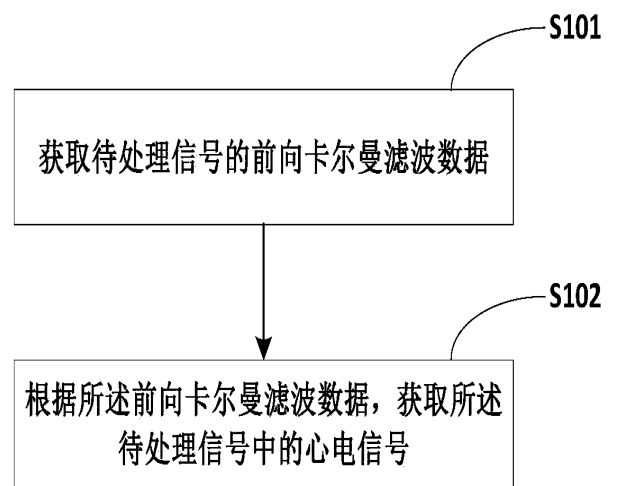 S101
获取待处理信号的前向卡尔曼滤波数据
S102
根据所述前向卡尔曼滤波数据，获取所述
待处理信号中的心电信号